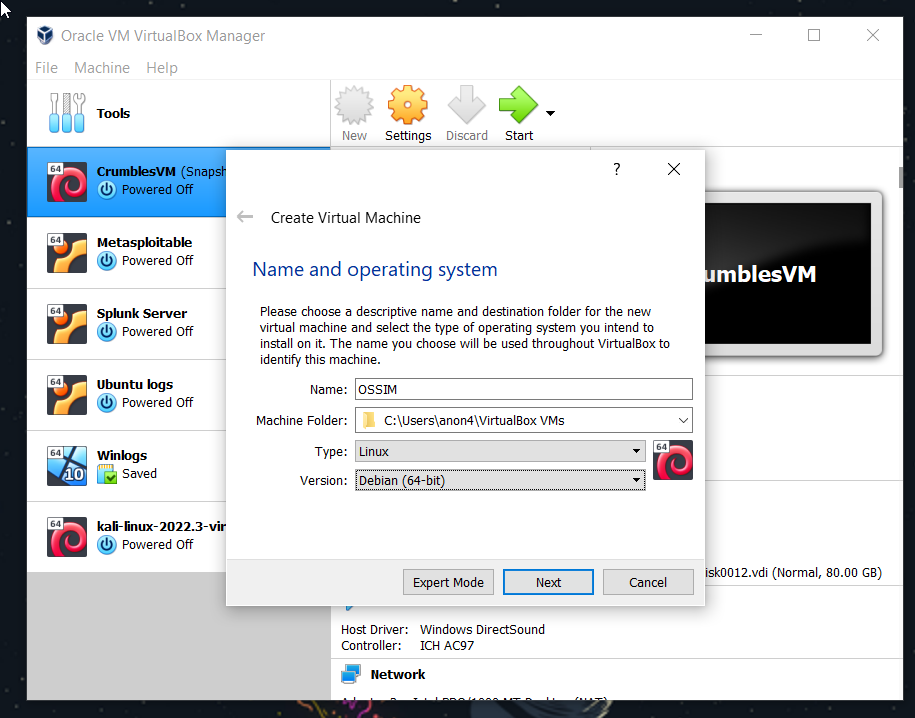 Oracle VM VirtualBox Manager
File Machine Help
Tools
New Settings Discard Start
64 CrumblesVM (Snapsh
Powered Off
64 Metasploitable
Powered Off
64 Splunk Server
Powered Off
64 Ubuntu logs
Powered Off
64 Winlogs
10 Saved
64 kali-linux-2022.3-vir
Powered Off
?
Create Virtual Machine
Name and operating system
Please choose a descriptive name and destination folder for the new
virtual machine and select the type of operating system you intend to
install on it. The name you choose will be used throughout VirtualBox to
identify this machine.
Name: OSSIM
Machine Folder: C:\Users\anon4\VirtualBox VMs
Type: Linux
64
Version: Debian (64-bit)
Expert Mode Next Cancel
umblesVM
isk0012.vdi (Normal, 80.00 GB)
Host Driver: Windows DirectSound
Controller: ICH AC97
Network